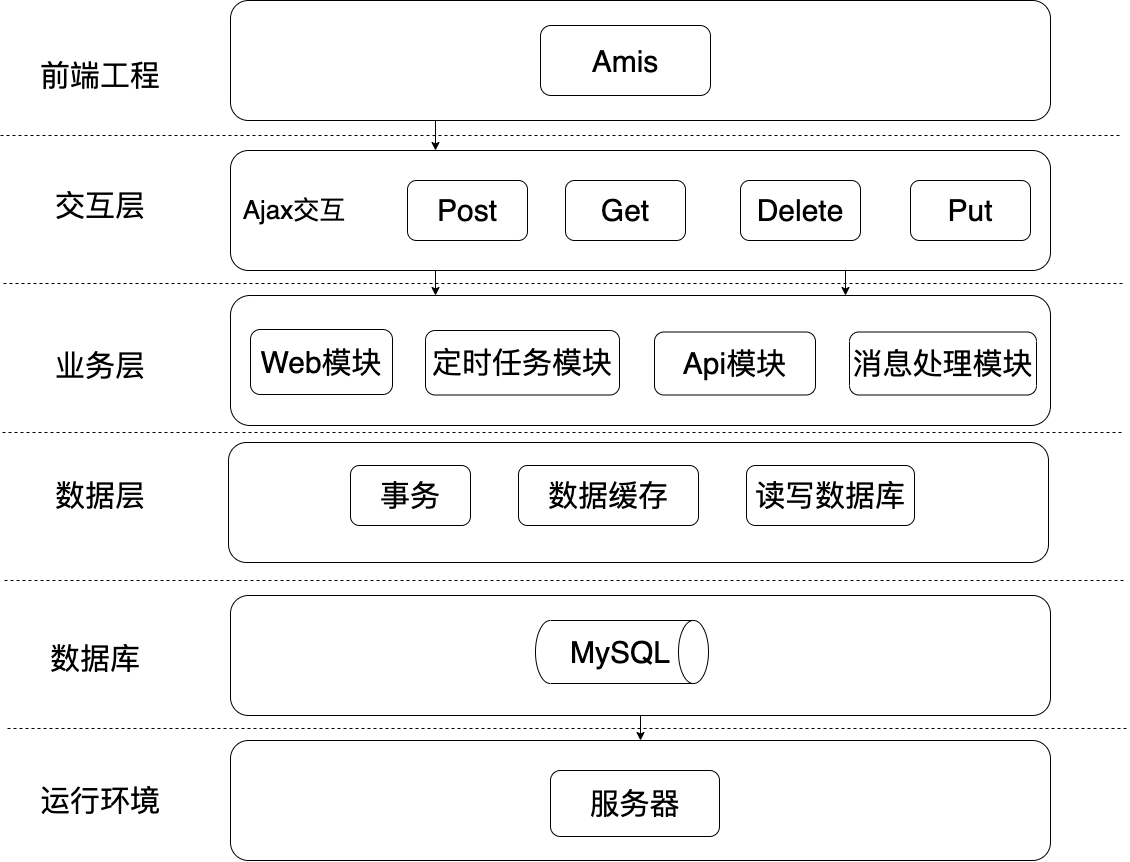 前端工程
Amis
交互层
Ajax交互
Post
Get
Delete
Put
业务层
Web模块
定时任务模块
Api模块
消息处理模块
数据层
事务
数据缓存
读写数据库
数据库
MySQL
运行环境
服务器